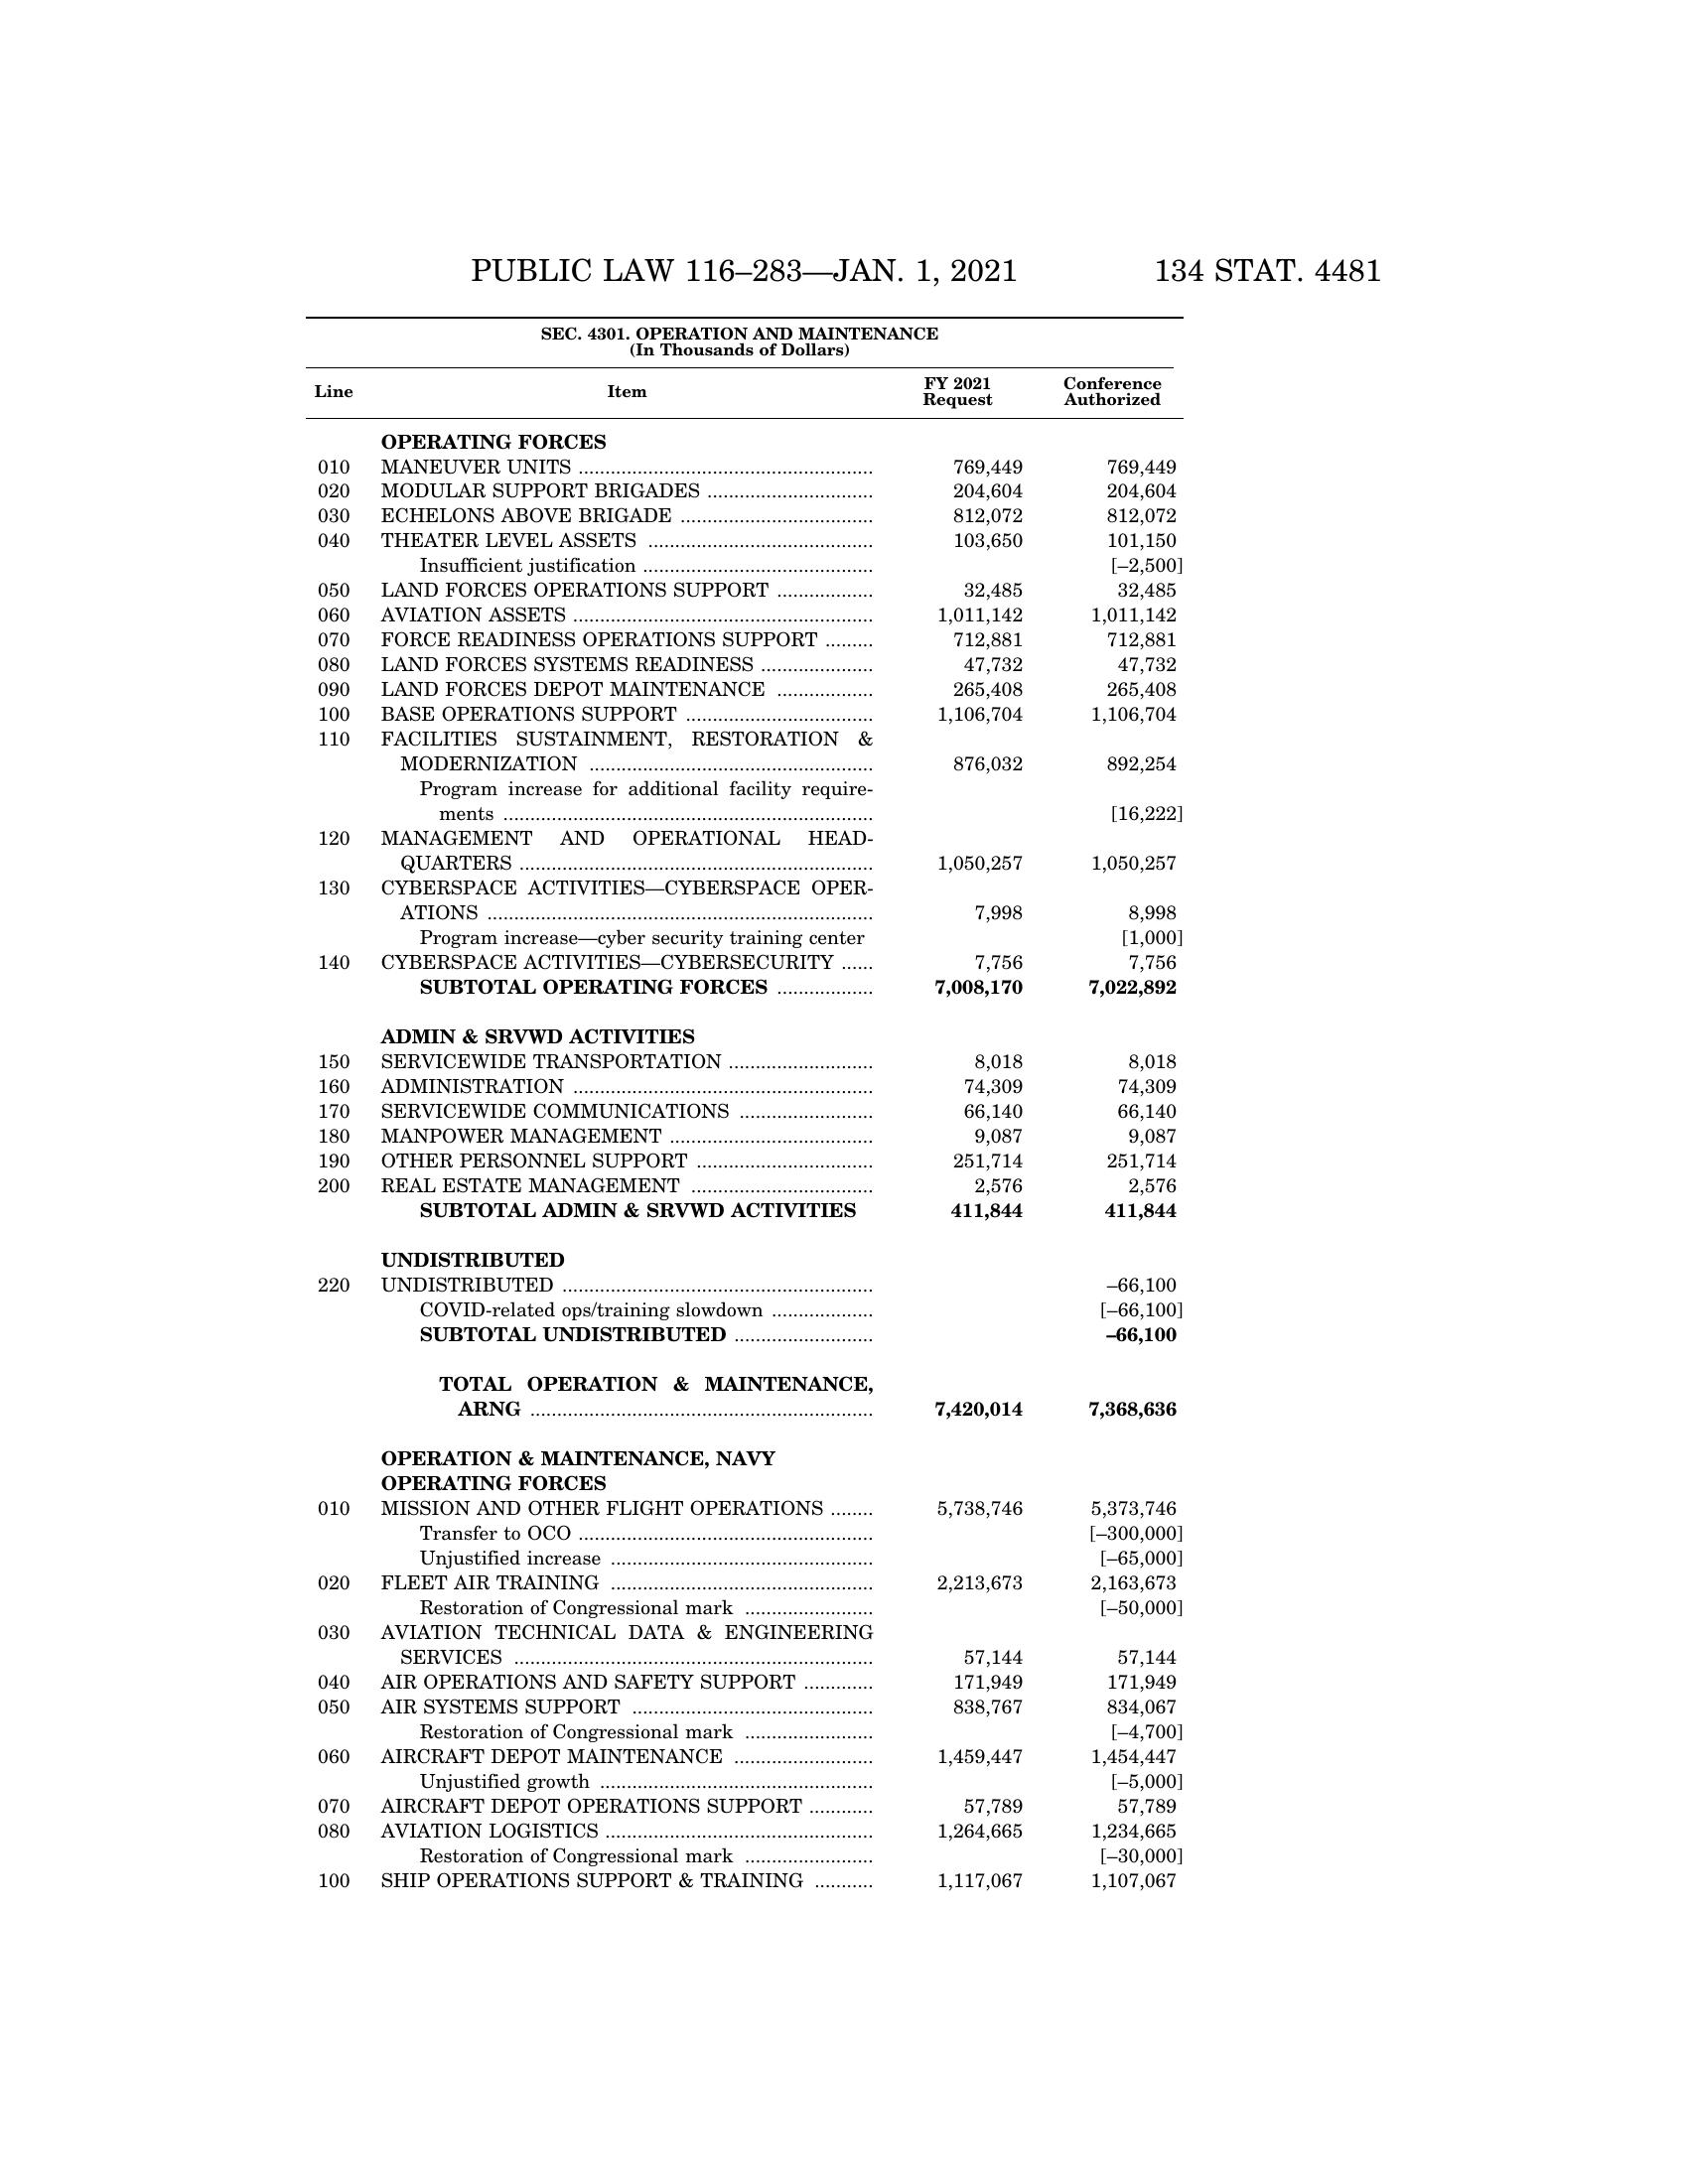 PUBLIC LAW 116–283—JAN. 1, 2021 134 STAT. 4481
SEC. 4301. OPERATION AND MAINTENANCE
(In Thousands of Dollars)
Line Item FY 2021 Request Conference Authorized
OPERATING FORCES
010 MANEUVER UNITS ........................................................ 769,449 769,449
020 MODULAR SUPPORT BRIGADES ............................... 204,604 204,604
030 ECHELONS ABOVE BRIGADE .................................... 812,072 812,072
040 THEATER LEVEL ASSETS .......................................... 103,650 101,150
Insufficient justification ........................................... [–2,500]
050 LAND FORCES OPERATIONS SUPPORT .................. 32,485 32,485
060 AVIATION ASSETS ........................................................ 1,011,142 1,011,142
070 FORCE READINESS OPERATIONS SUPPORT ......... 712,881 712,881
080 LAND FORCES SYSTEMS READINESS ..................... 47,732 47,732
090 LAND FORCES DEPOT MAINTENANCE .................. 265,408 265,408
100 BASE OPERATIONS SUPPORT ................................... 1,106,704 1,106,704
110 FACILITIES SUSTAINMENT, RESTORATION &
MODERNIZATION ..................................................... 876,032 892,254
Program increase for additional facility require-
ments ..................................................................... [16,222]
120 MANAGEMENT AND OPERATIONAL HEAD-
QUARTERS .................................................................. 1,050,257 1,050,257
130 CYBERSPACE ACTIVITIES—CYBERSPACE OPER-
ATIONS ........................................................................ 7,998 8,998
Program increase—cyber security training center [1,000]
140 CYBERSPACE ACTIVITIES—CYBERSECURITY ...... 7,756 7,756
SUBTOTAL OPERATING FORCES .................. 7,008,170 7,022,892
ADMIN & SRVWD ACTIVITIES
150 SERVICEWIDE TRANSPORTATION ........................... 8,018 8,018
160 ADMINISTRATION ........................................................ 74,309 74,309
170 SERVICEWIDE COMMUNICATIONS ......................... 66,140 66,140
180 MANPOWER MANAGEMENT ...................................... 9,087 9,087
190 OTHER PERSONNEL SUPPORT ................................. 251,714 251,714
200 REAL ESTATE MANAGEMENT .................................. 2,576 2,576
SUBTOTAL ADMIN & SRVWD ACTIVITIES 411,844 411,844
UNDISTRIBUTED
220 UNDISTRIBUTED .......................................................... –66,100
COVID-related ops/training slowdown ................... [–66,100]
SUBTOTAL UNDISTRIBUTED .......................... –66,100
TOTAL OPERATION & MAINTENANCE,
ARNG ................................................................ 7,420,014 7,368,636
OPERATION & MAINTENANCE, NAVY
OPERATING FORCES
010 MISSION AND OTHER FLIGHT OPERATIONS ........ 5,738,746 5,373,746
Transfer to OCO ....................................................... [–300,000]
Unjustified increase ................................................. [–65,000]
020 FLEET AIR TRAINING ................................................. 2,213,673 2,163,673
Restoration of Congressional mark ........................ [–50,000]
030 AVIATION TECHNICAL DATA & ENGINEERING
SERVICES ................................................................... 57,144 57,144
040 AIR OPERATIONS AND SAFETY SUPPORT ............. 171,949 171,949
050 AIR SYSTEMS SUPPORT ............................................. 838,767 834,067
Restoration of Congressional mark ........................ [–4,700]
060 AIRCRAFT DEPOT MAINTENANCE .......................... 1,459,447 1,454,447
Unjustified growth ................................................... [–5,000]
070 AIRCRAFT DEPOT OPERATIONS SUPPORT ............ 57,789 57,789
080 AVIATION LOGISTICS .................................................. 1,264,665 1,234,665
Restoration of Congressional mark ........................ [–30,000]
100 SHIP OPERATIONS SUPPORT & TRAINING ........... 1,117,067 1,107,067